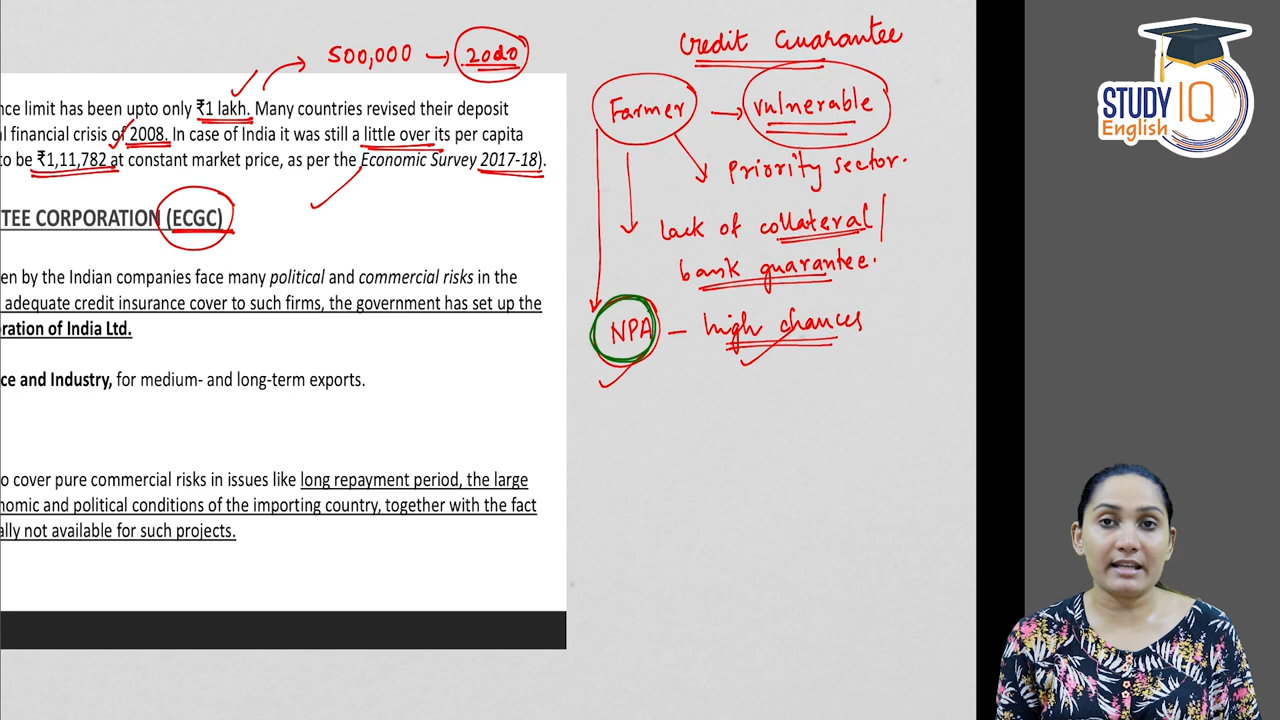 500,000 → 2020
nce limit has been upto only ₹1 lakh. Many countries revised their deposit
l financial crisis of 2008. In case of India it was still a little over its per capita
to be ₹1,11,782 at constant market price, as per the Economic Survey 2017-18).
TEE CORPORATION (ECGC)
en by the Indian companies face many political and commercial risks in the
adequate credit insurance cover to such firms, the government has set up the
oration of India Ltd.
ce and Industry, for medium- and long-term exports.
o cover pure commercial risks in issues like long repayment period, the large
nomic and political conditions of the importing country, together with the fact
ally not available for such projects.
Credit Guarantee
Farmer → vulnerable
Priority sector.
lack of collateral/
bank guarantee.
NPA – high chances
STUDY IQ
English